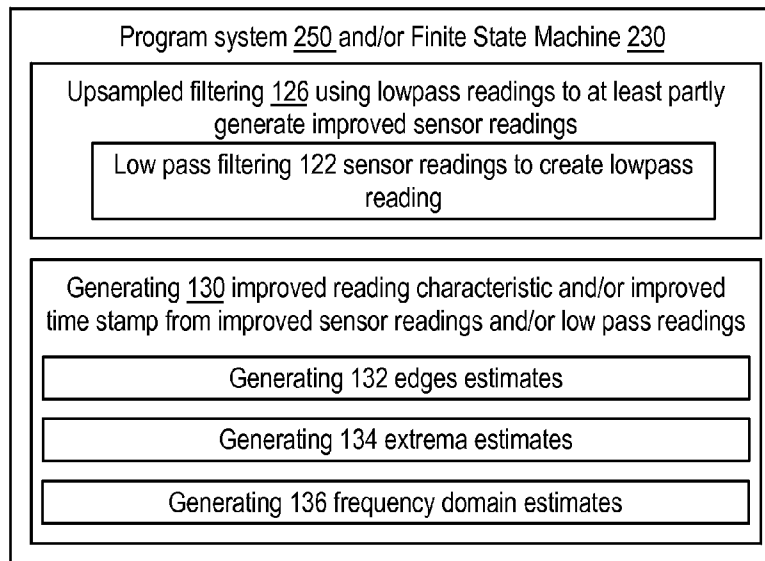 Program system 250 and/or Finite State Machine 230
Upsampled filtering 126 using lowpass readings to at least partly
generate improved sensor readings
Low pass filtering 122 sensor readings to create lowpass
reading
Generating 130 improved reading characteristic and/or improved
time stamp from improved sensor readings and/or low pass readings
Generating 132 edges estimates
Generating 134 extrema estimates
Generating 136 frequency domain estimates